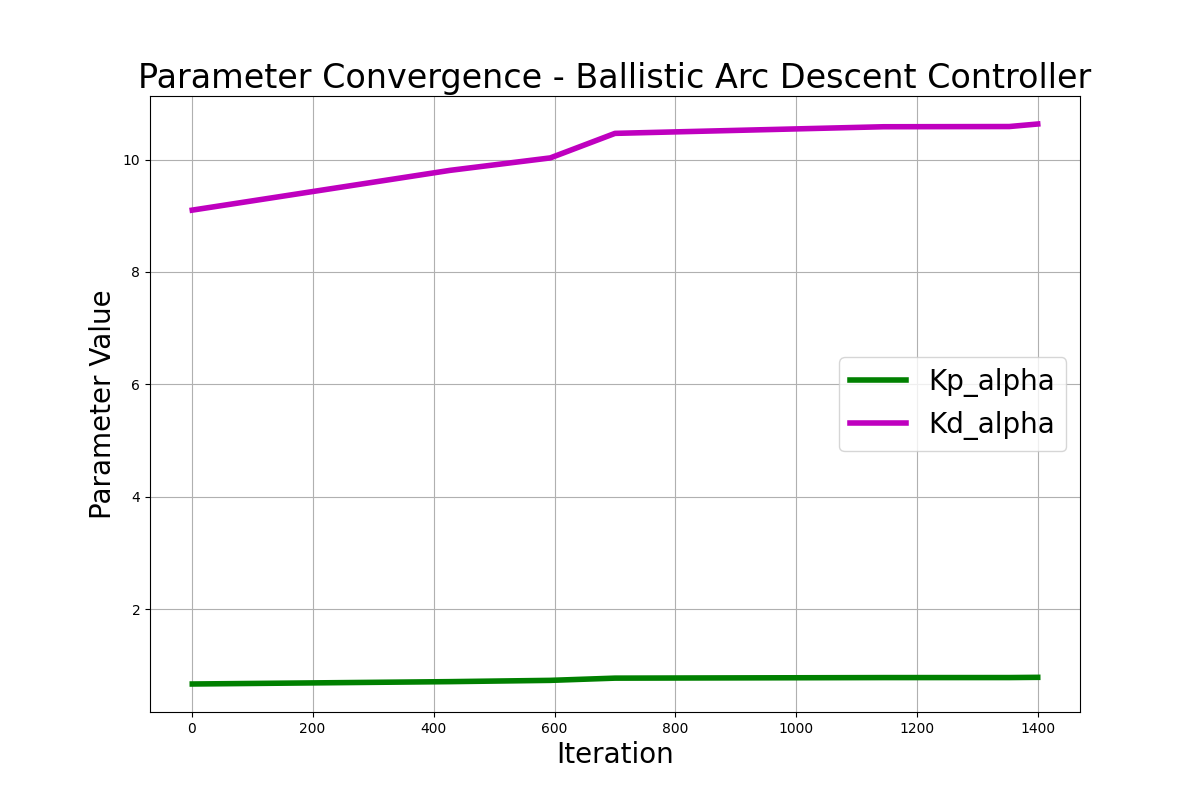 Parameter Convergence - Ballistic Arc Descent Controller
10
8
6
4
2
Parameter Value
Kp_alpha
Kd_alpha
0 200 400 600 800 1000 1200 1400
Iteration